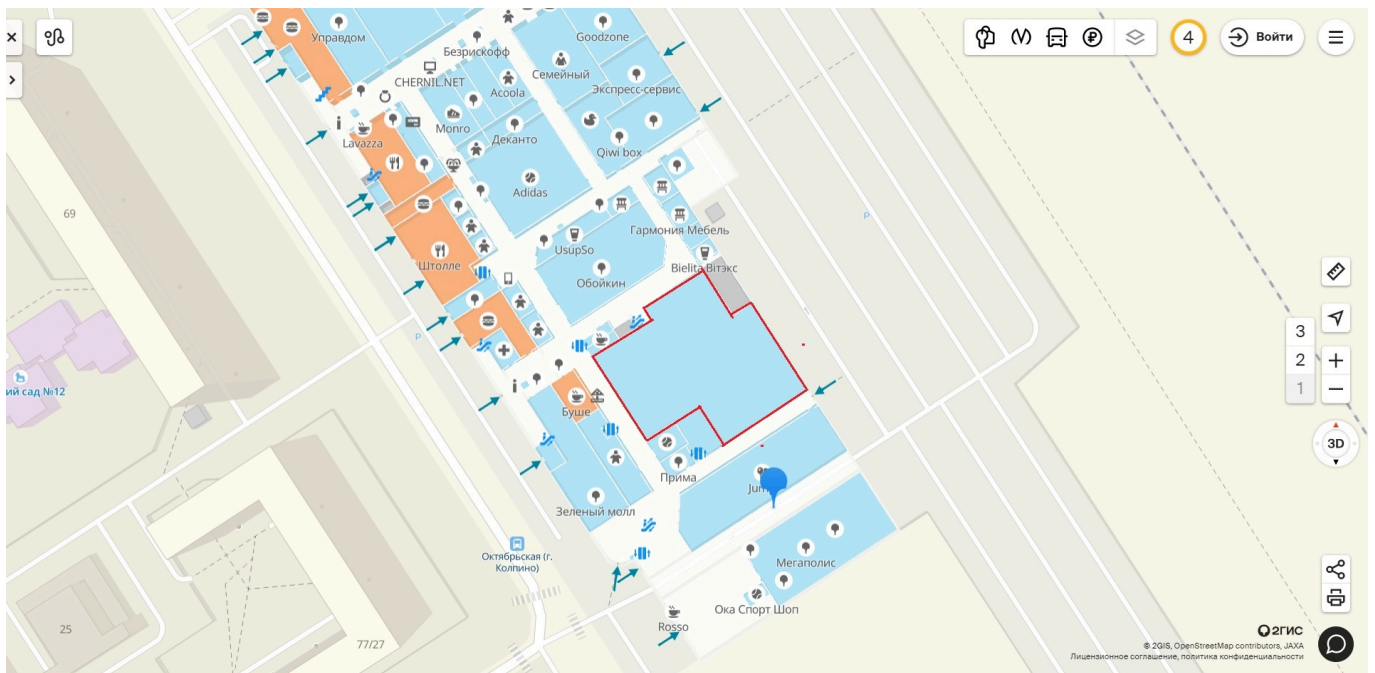 Управдом
Безрискофф
Goodzone
4
Войти
CHERNIL.NET
Acoola
Семейный
Экспресс-сервис
Monro
Lavazza
Деканто
Qiwi box
Adidas
69
P
Гармония Мебель
UsupSo
Штолле
Bielita Вiтэкс
Обойкин
P
3
2
1
ий сад №12
Буше
3D
Прима
Зеленый молл
Октябрьская (г.
Колпино)
Мегаполис
Ока Спорт Шоп
Rosso
25
77/27
2ГИС
© 2GIS, OpenStreetMap contributors, JAXA
Лицензионное соглашение, политика конфиденциальности